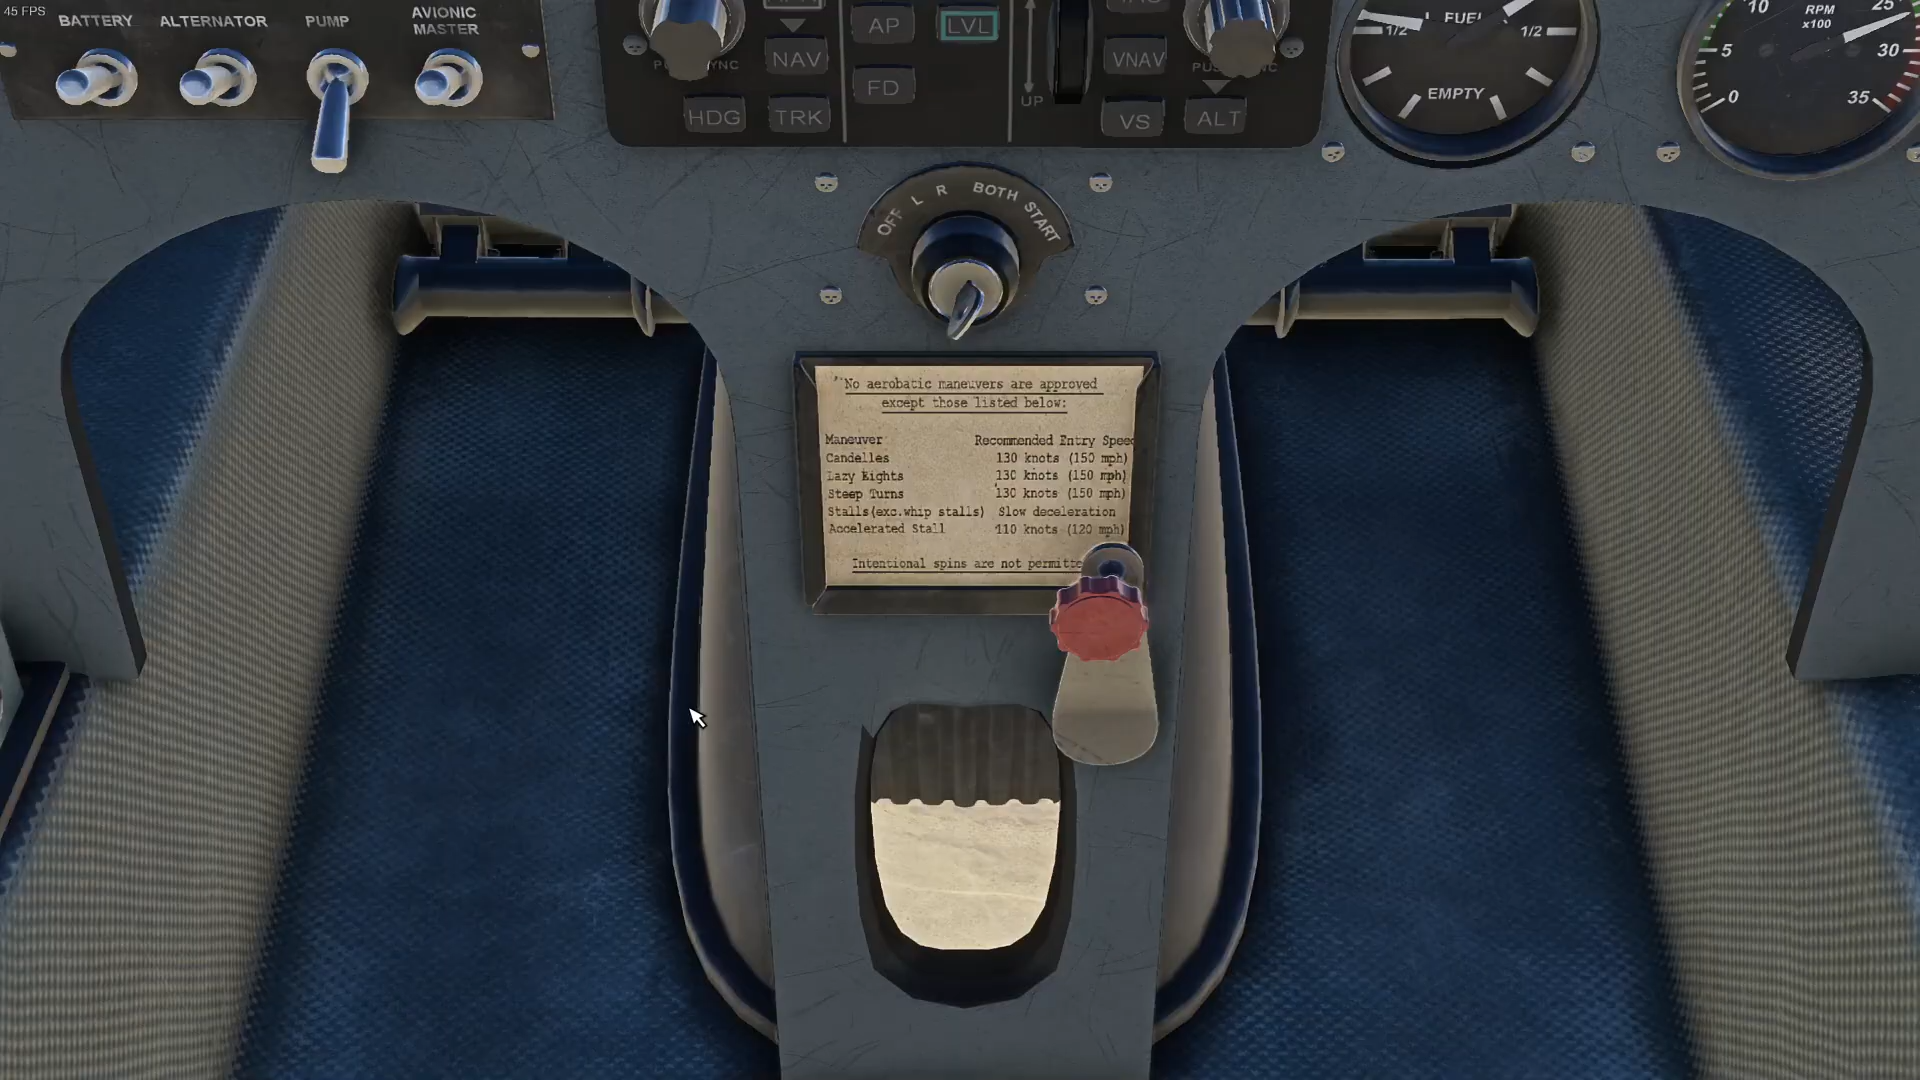 45 FPS
BATTERY ALTERNATOR PUMP AVIONIC MASTER
AP LVL
NAV VNAV
FD
UP
HDG TRK VS ALT
L FUEL
1/2 1/2
EMPTY
10 RPM x100 25
5 30
0 35
OFF L R BOTH START
"No aerobatic maneuvers are approved
except those listed below:
Maneuver Recommended Entry Speed
Candelles 130 knots (150 mph)
Lazy Eights 130 knots (150 mph)
Steep Turns 130 knots (150 mph)
Stalls(exc.whip stalls) Slow deceleration
Accelerated Stall 110 knots (120 mph)
Intentional spins are not permitte